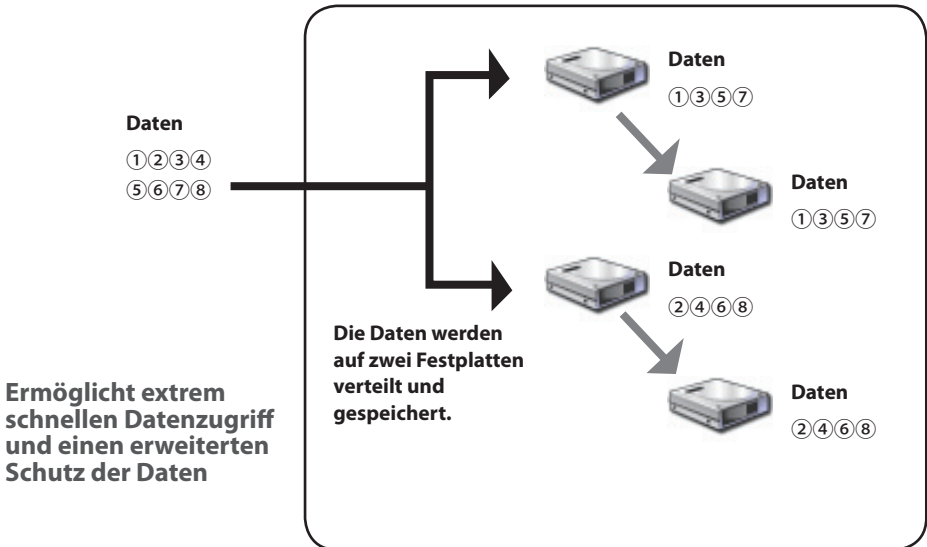 Daten
①②③④
⑤⑥⑦⑧
Daten
①③⑤⑦
Daten
①③⑤⑦
Daten
②④⑥⑧
Daten
②④⑥⑧
Die Daten werden
auf zwei Festplatten
verteilt und
gespeichert.
Ermöglicht extrem
schnellen Datenzugriff
und einen erweiterten
Schutz der Daten